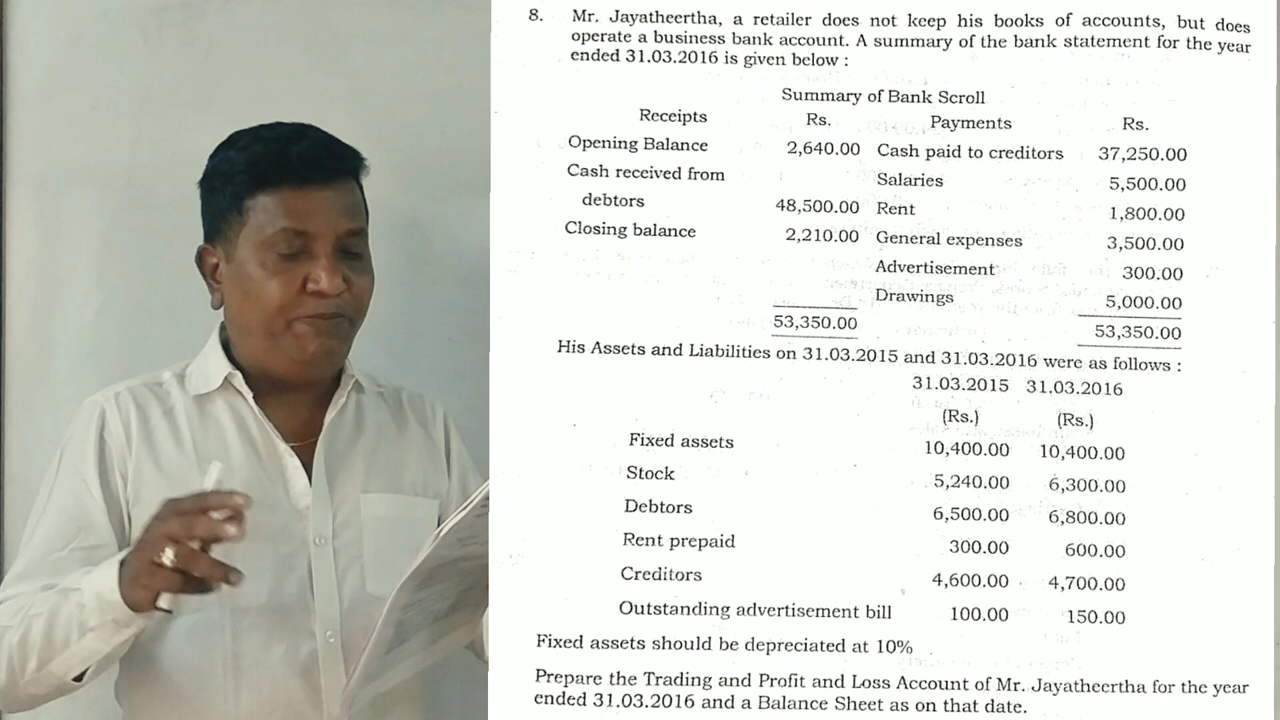 8. Mr. Jayatheertha, a retailer does not keep his books of accounts, but does
operate a business bank account. A summary of the bank statement for the year
ended 31.03.2016 is given below :
Summary of Bank Scroll
Receipts Rs. Payments Rs.
Opening Balance 2,640.00 Cash paid to creditors 37,250.00
Cash received from Salaries 5,500.00
debtors 48,500.00 Rent 1,800.00
Closing balance 2,210.00 General expenses 3,500.00
Advertisement 300.00
Drawings 5,000.00
53,350.00 53,350.00
His Assets and Liabilities on 31.03.2015 and 31.03.2016 were as follows :
31.03.2015 31.03.2016
(Rs.) (Rs.)
Fixed assets 10,400.00 10,400.00
Stock 5,240.00 6,300.00
Debtors 6,500.00 6,800.00
Rent prepaid 300.00 600.00
Creditors 4,600.00 4,700.00
Outstanding advertisement bill 100.00 150.00
Fixed assets should be depreciated at 10%
Prepare the Trading and Profit and Loss Account of Mr. Jayatheertha for the year
ended 31.03.2016 and a Balance Sheet as on that date.